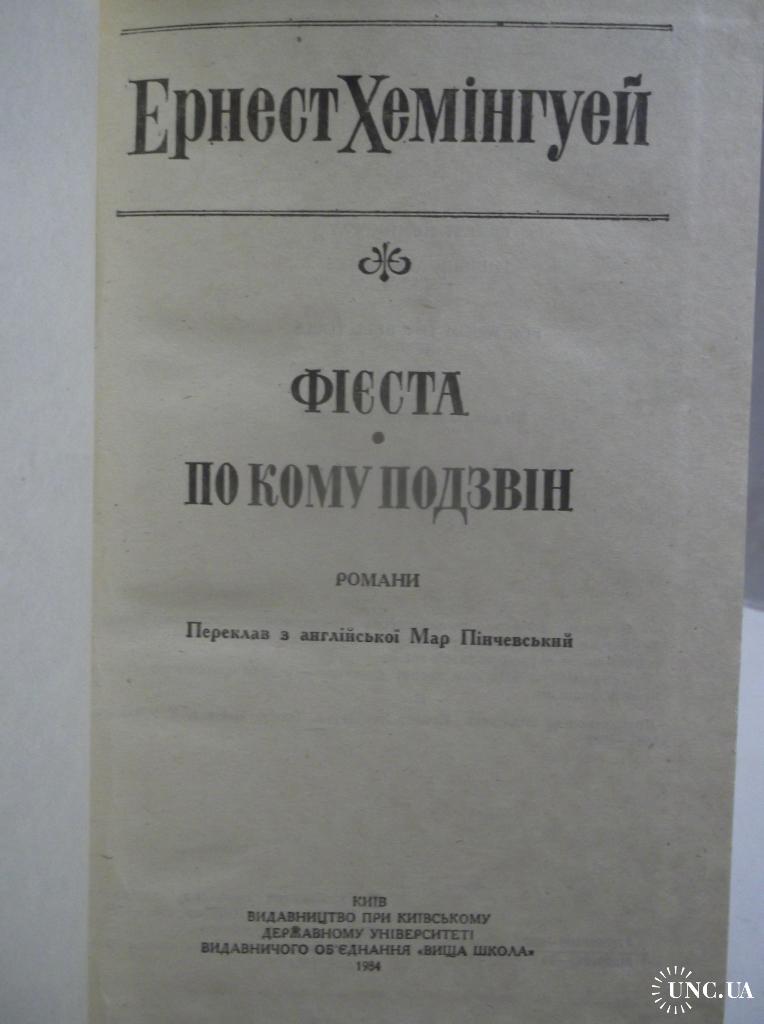 Ернест Хемінгуей
ФІЄСТА
•
ПО КОМУ ПОДЗВІН
РОМАНИ
Переклав з англійської Мар Пінчевський
КИЇВ
ВИДАВНИЦТВО ПРИ КИЇВСЬКОМУ
ДЕРЖАВНОМУ УНІВЕРСИТЕТІ
ВИДАВНИЧОГО ОБ'ЄДНАННЯ «ВИЩА ШКОЛА»
1984
UNC.UA